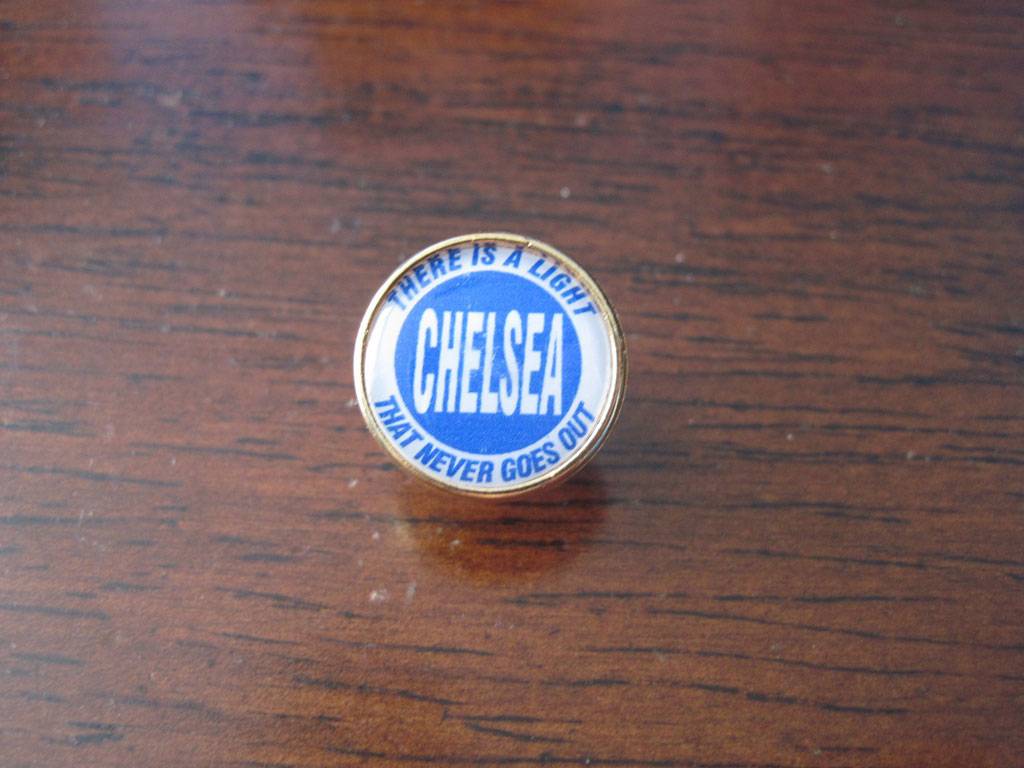 THERE IS A LIGHT
CHELSEA
THAT NEVER GOES OUT